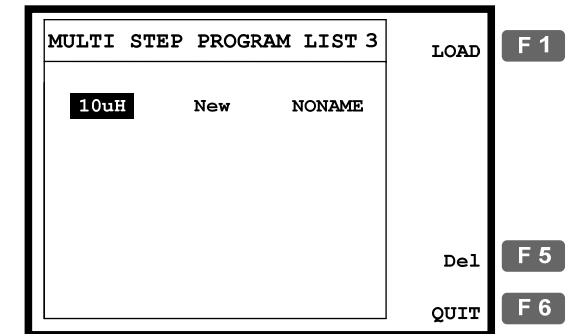 MULTI STEP PROGRAM LIST 3
LOAD F 1
10uH New NONAME
Del F 5
QUIT F 6